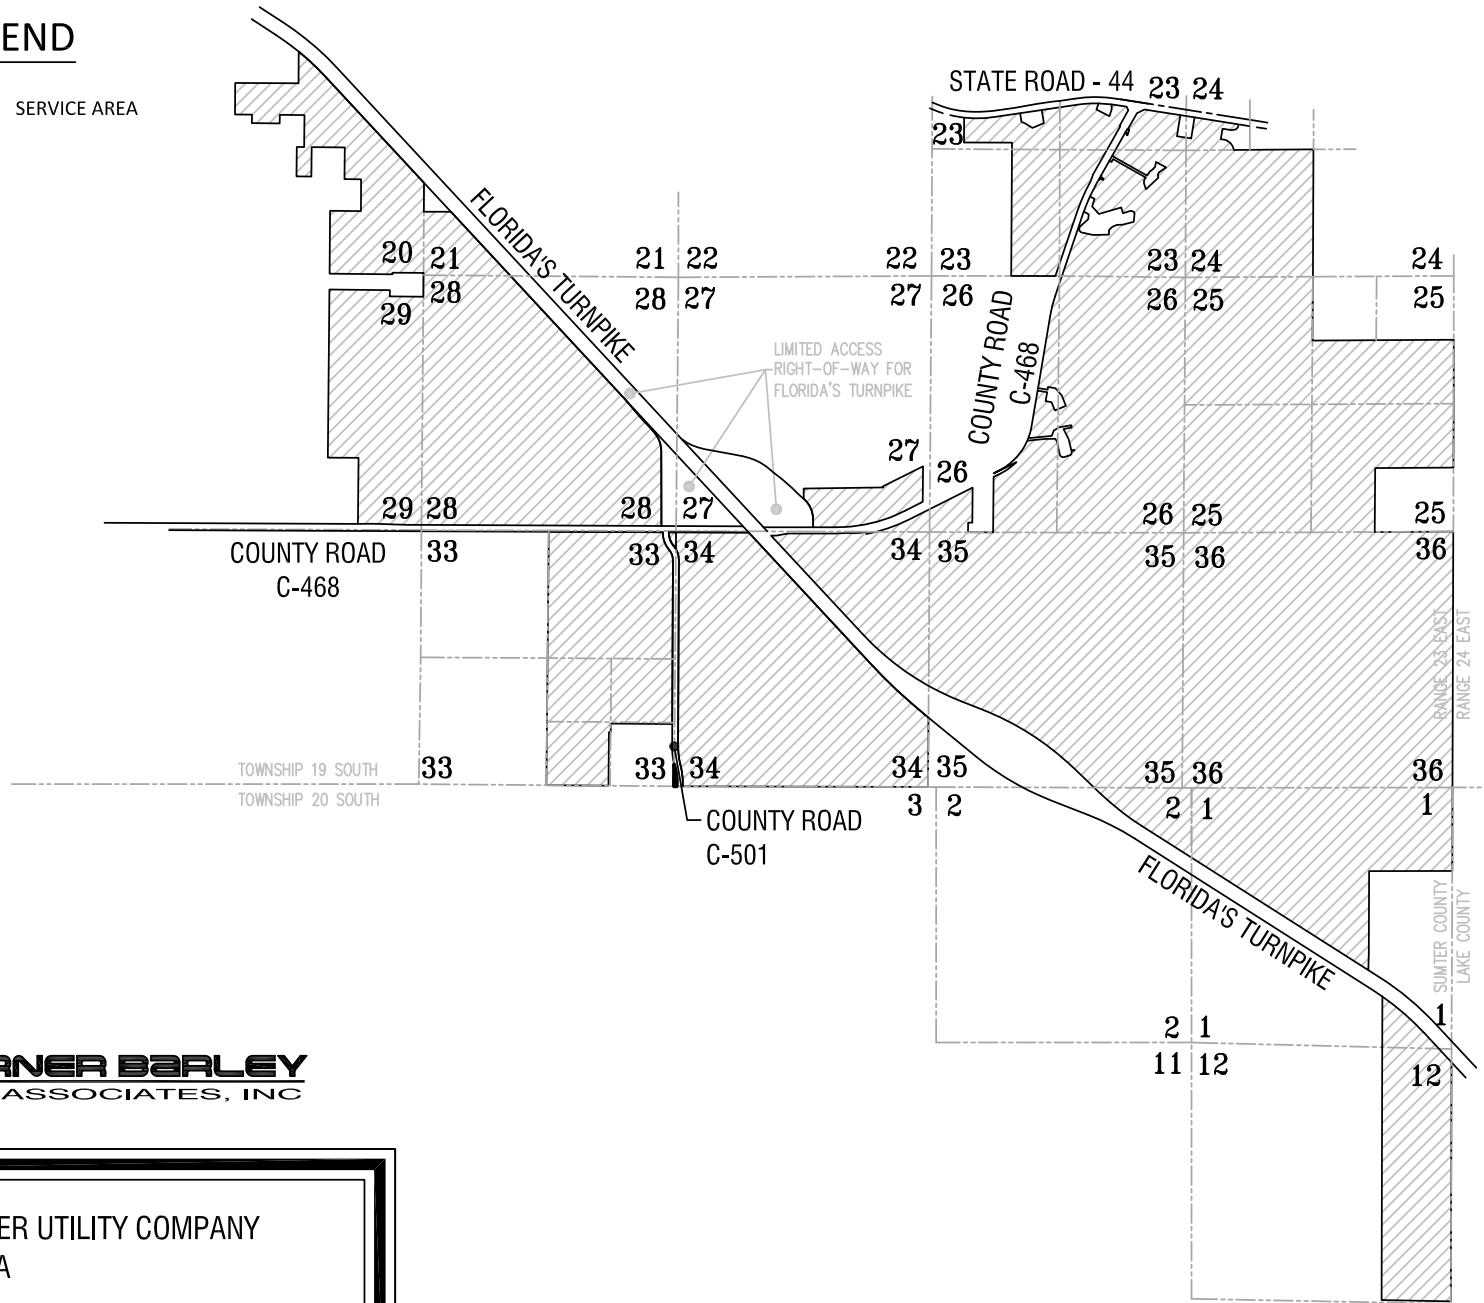 END
SERVICE AREA
STATE ROAD - 44
23 24
23
FLORIDA'S TURNPIKE
20 21
29 28
21 22
28 27
22 23
27 26
23 24
26 25
24
25
LIMITED ACCESS
RIGHT-OF-WAY FOR
FLORIDA'S TURNPIKE
COUNTY ROAD
C-468
27
26
29 28
33
28 27
33 34
34 35
26 25
35 36
25
36
COUNTY ROAD
C-468
RANGE 23 EAST
RANGE 24 EAST
TOWNSHIP 19 SOUTH
TOWNSHIP 20 SOUTH
33
33 34
34 35
3 2
35 36
2 1
36
1
COUNTY ROAD
C-501
FLORIDA'S TURNPIKE
SUMTER COUNTY
LAKE COUNTY
2 1
11 12
1
12
RNER BARLEY
ASSOCIATES, INC
ER UTILITY COMPANY
A